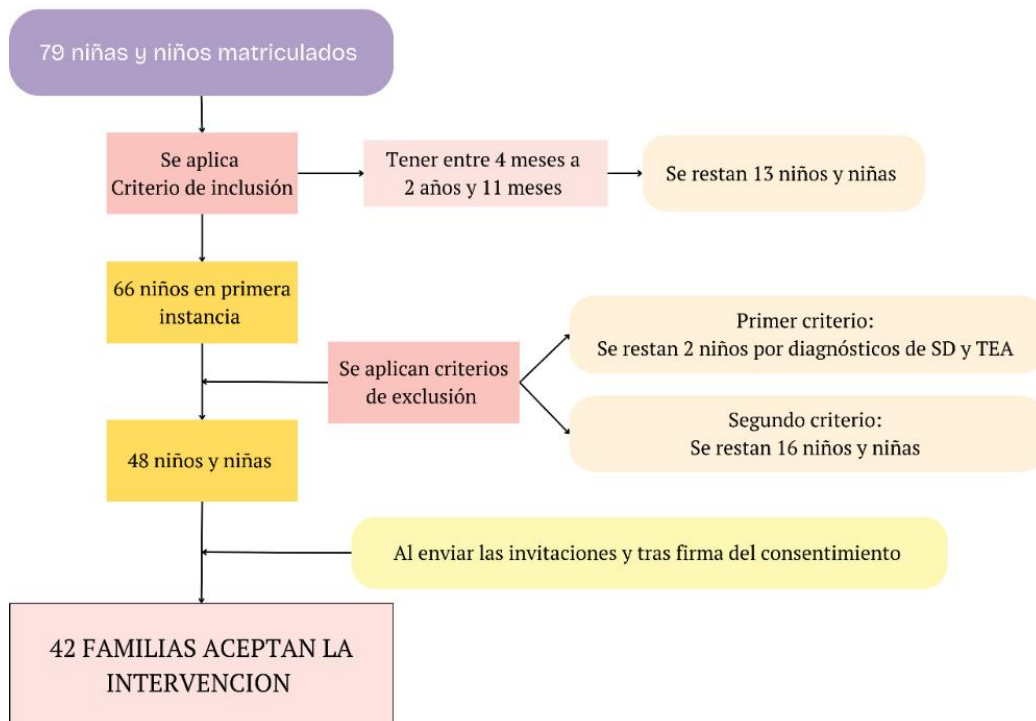 79 niñas y niños matriculados
Se aplica
Criterio de inclusión
Tener entre 4 meses a
2 años y 11 meses
Se restan 13 niños y niñas
66 niños en primera
instancia
Se aplican criterios
de exclusión
Primer criterio:
Se restan 2 niños por diagnósticos de SD y TEA
Segundo criterio:
Se restan 16 niños y niñas
48 niños y niñas
Al enviar las invitaciones y tras firma del consentimiento
42 FAMILIAS ACEPTAN LA
INTERVENCION